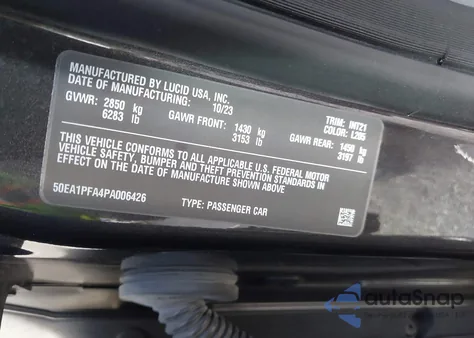 MANUFACTURED BY LUCID USA, INC.
DATE OF MANUFACTURING: 10/23
GVWR: 2850 kg GAWR FRONT: 1430 kg GAWR REAR: 1450 kg
6283 lb 3153 lb 3197 lb
TRIM: INT21
COLOR: L205
THIS VEHICLE CONFORMS TO ALL APPLICABLE U.S. FEDERAL MOTOR
VEHICLE SAFETY, BUMPER AND THEFT PREVENTION STANDARDS IN
EFFECT ON THE DATE OF MANUFACTURE SHOWN ABOVE
50EA1PFA4PA006426
TYPE: PASSENGER CAR
autaSnap